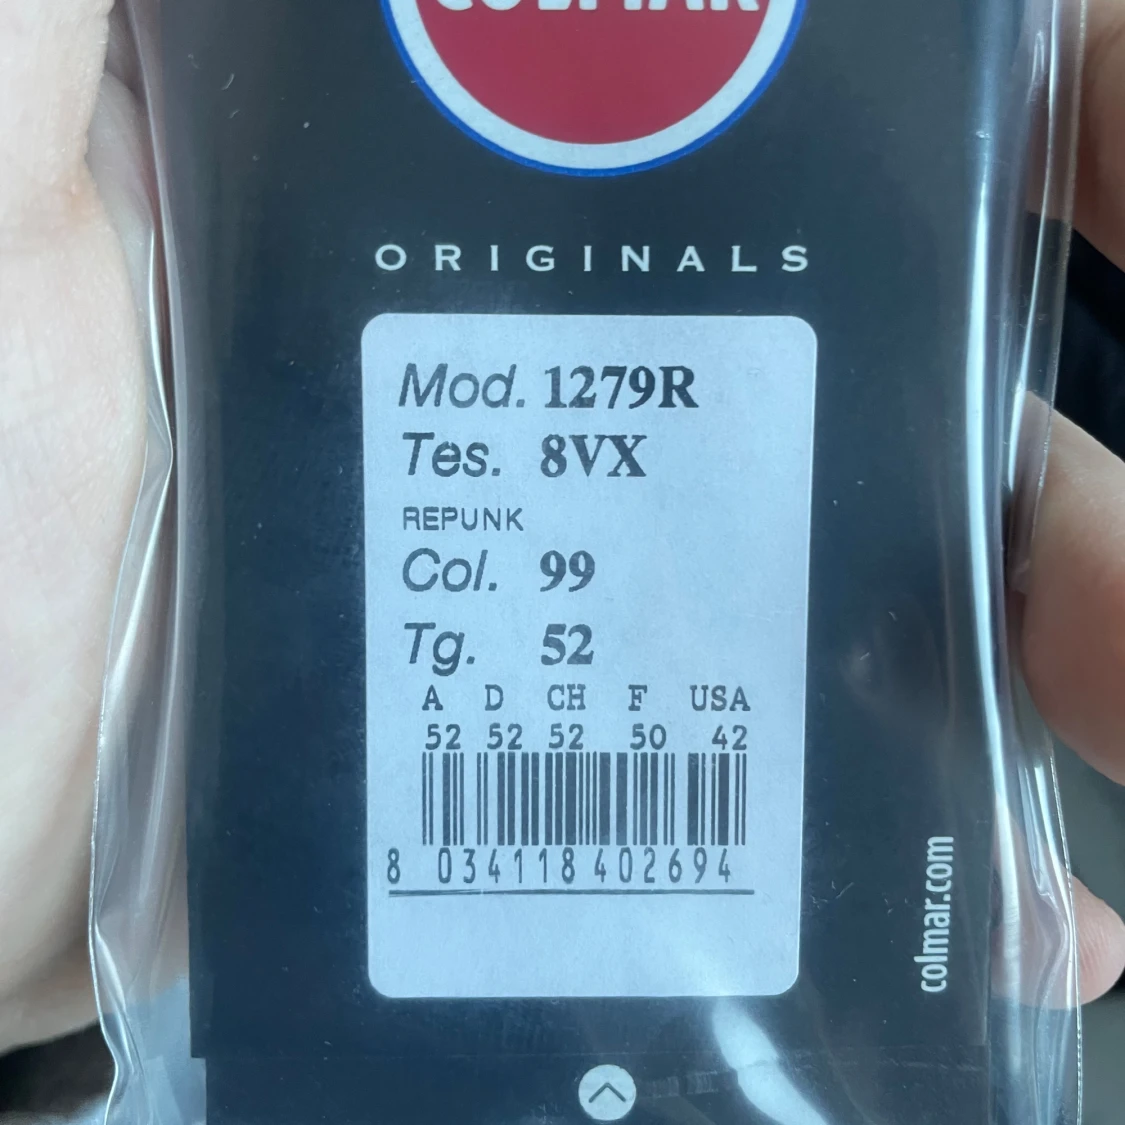 COLMAR
ORIGINALS
Mod. 1279R
Tes. 8VX
REPUNK
Col. 99
Tg. 52
A D CH F USA
52 52 52 50 42
8 034118 402694
colmar.com